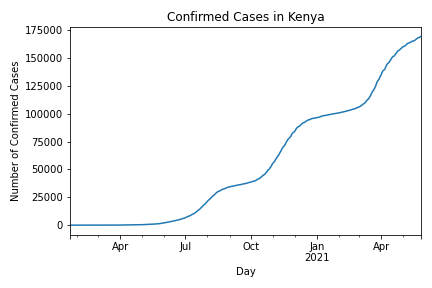 Confirmed Cases in Kenya
175000
150000
125000
100000
75000
50000
25000
0
Number of Confirmed Cases
Apr
Jul
Oct
Jan
2021
Apr
Day